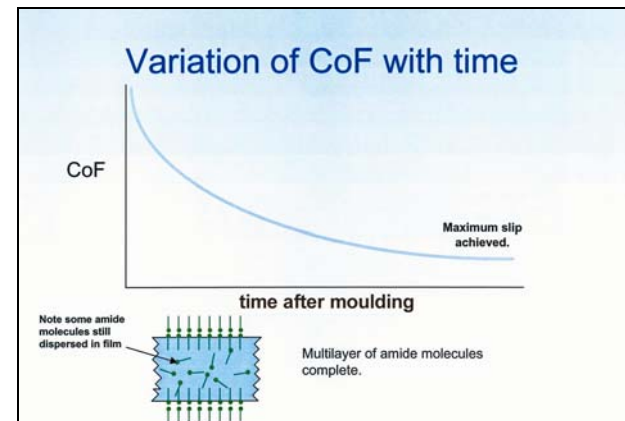 Variation of CoF with time
CoF
Maximum slip
achieved.
time after moulding
Note some amide
molecules still
dispersed in film
Multilayer of amide molecules
complete.